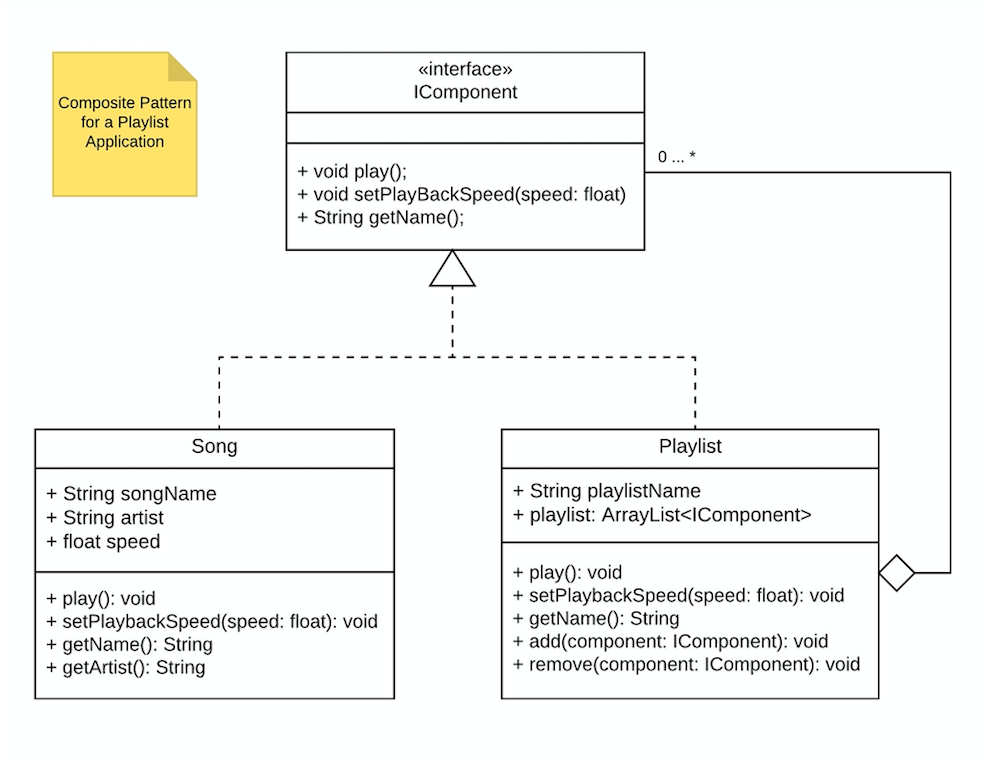 Composite Pattern
for a Playlist
Application
«interface»
IComponent
+ void play();
+ void setPlayBackSpeed(speed: float)
+ String getName();
0 ... *
Song
+ String songName
+ String artist
+ float speed
+ play(): void
+ setPlaybackSpeed(speed: float): void
+ getName(): String
+ getArtist(): String
Playlist
+ String playlistName
+ playlist: ArrayList<IComponent>
+ play(): void
+ setPlaybackSpeed(speed: float): void
+ getName(): String
+ add(component: IComponent): void
+ remove(component: IComponent): void